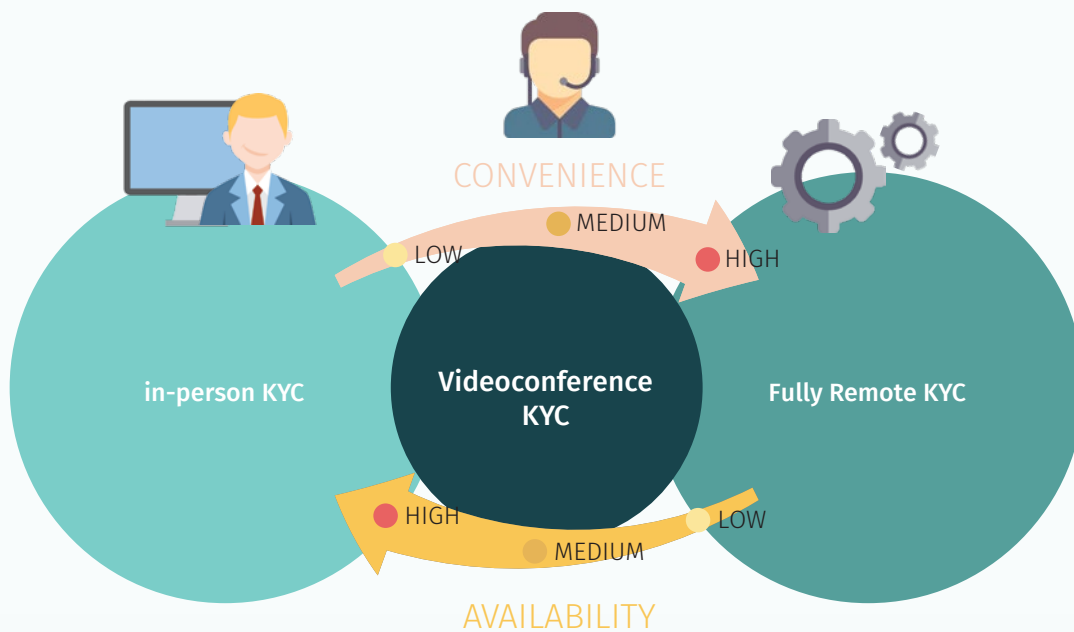 CONVENIENCE
MEDIUM
LOW
HIGH
in-person KYC
Videoconference
KYC
Fully Remote KYC
HIGH
LOW
MEDIUM
AVAILABILITY